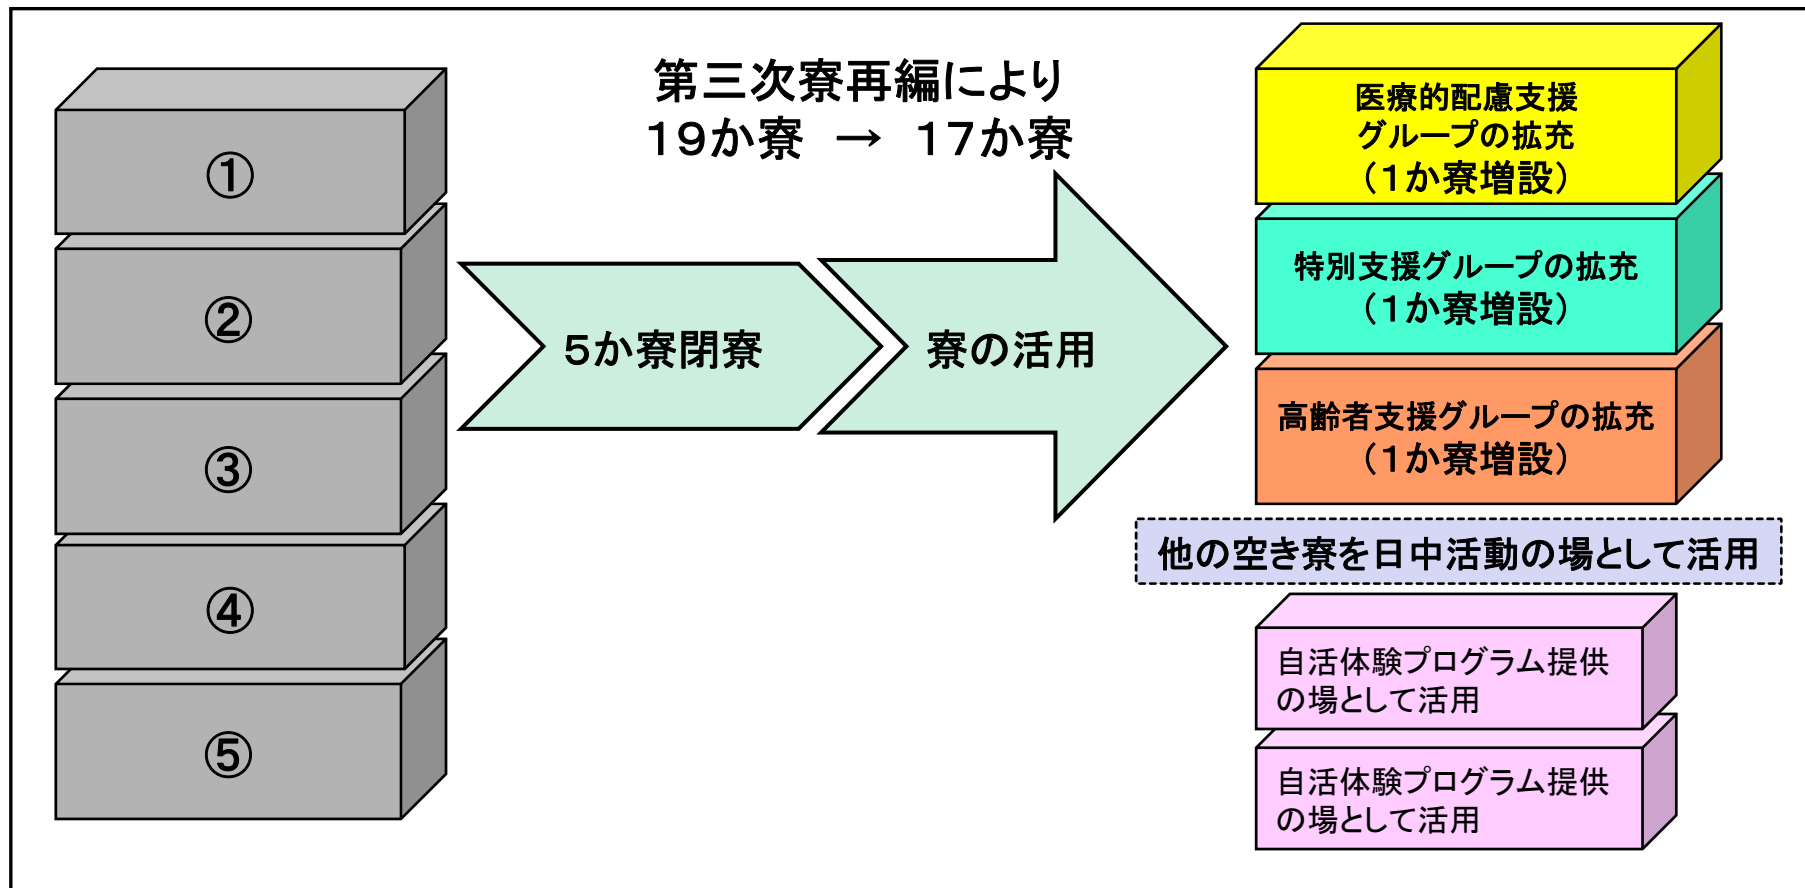 第三次寮再編により
１９か寮 → １７か寮
①
②
③
④
⑤
５か寮閉寮
寮の活用
医療的配慮支援
グループの拡充
（１か寮増設）
特別支援グループの拡充
（１か寮増設）
高齢者支援グループの拡充
（１か寮増設）
他の空き寮を日中活動の場として活用
自活体験プログラム提供
の場として活用
自活体験プログラム提供
の場として活用